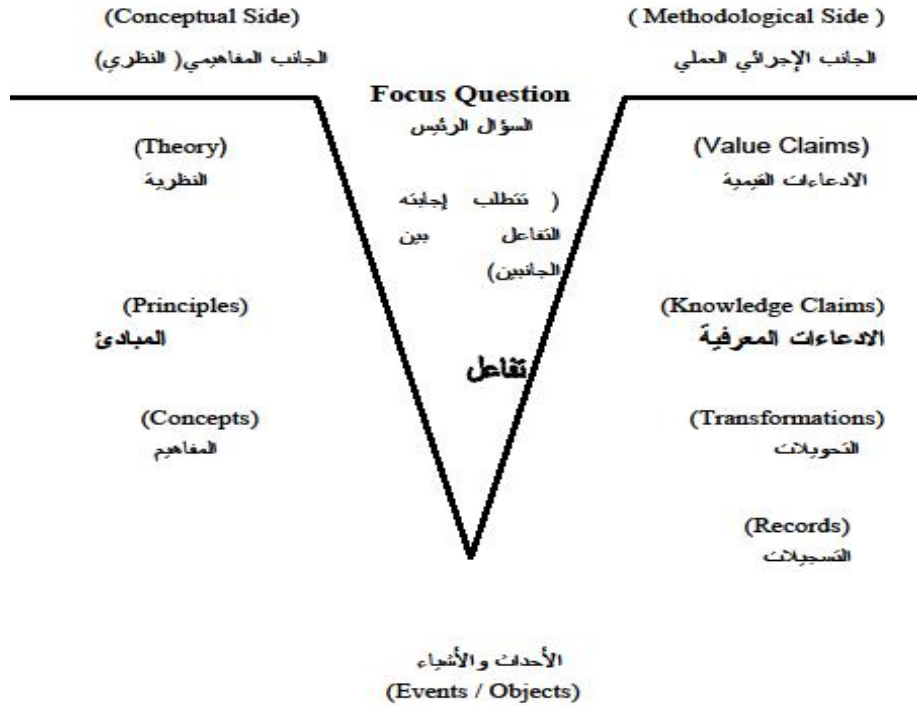 (Conceptual Side)
الجانب المفاهيمي( النظري)
( Methodological Side )
الجانب الإجرائي العملي
Focus Question
السؤال الرئيس
(Theory)
النظرية
(Value Claims)
الادعاءات القيمية
( تتطلب إجابته
التفاعل بين
الجانبين)
(Principles)
المبادئ
(Knowledge Claims)
الادعاءات المعرفية
تفاعل
(Concepts)
المفاهيم
(Transformations)
التحويلات
(Records)
التسجيلات
الأحداث والأشياء
(Events / Objects)